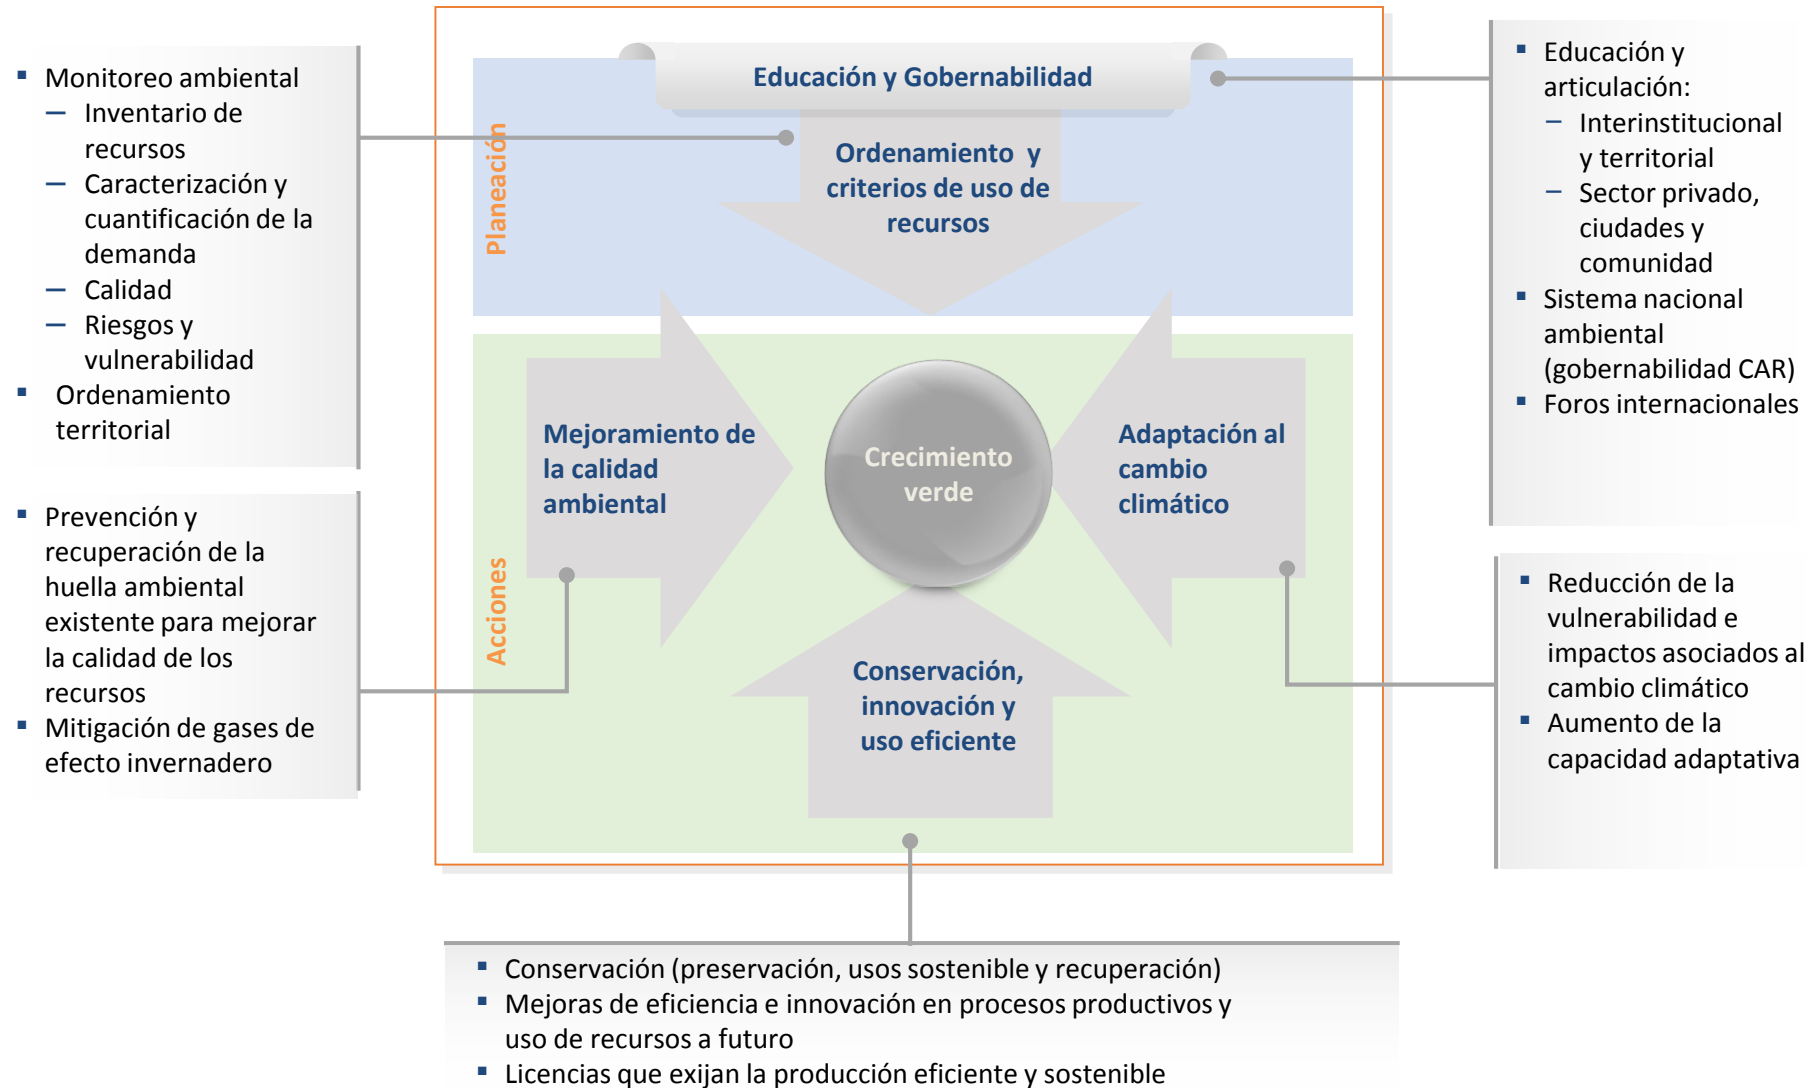 Monitoreo ambiental
– Inventario de
recursos
– Caracterización y
cuantificación de la
demanda
– Calidad
– Riesgos y
vulnerabilidad
Ordenamiento
territorial
Prevención y
recuperación de la
huella ambiental
existente para mejorar
la calidad de los
recursos
Mitigación de gases de
efecto invernadero
Educación y Gobernabilidad
Planeación
Ordenamiento y
criterios de uso de
recursos
Acciones
Mejoramiento de
la calidad
ambiental
Crecimiento
verde
Adaptación al
cambio
climático
Conservación,
innovación y
uso eficiente
Educación y
articulación:
– Interinstitucional
y territorial
– Sector privado,
ciudades y
comunidad
Sistema nacional
ambiental
(gobernabilidad CAR)
Foros internacionales
Reducción de la
vulnerabilidad e
impactos asociados al
cambio climático
Aumento de la
capacidad adaptativa
Conservación (preservación, usos sostenible y recuperación)
Mejoras de eficiencia e innovación en procesos productivos y
uso de recursos a futuro
Licencias que exijan la producción eficiente y sostenible